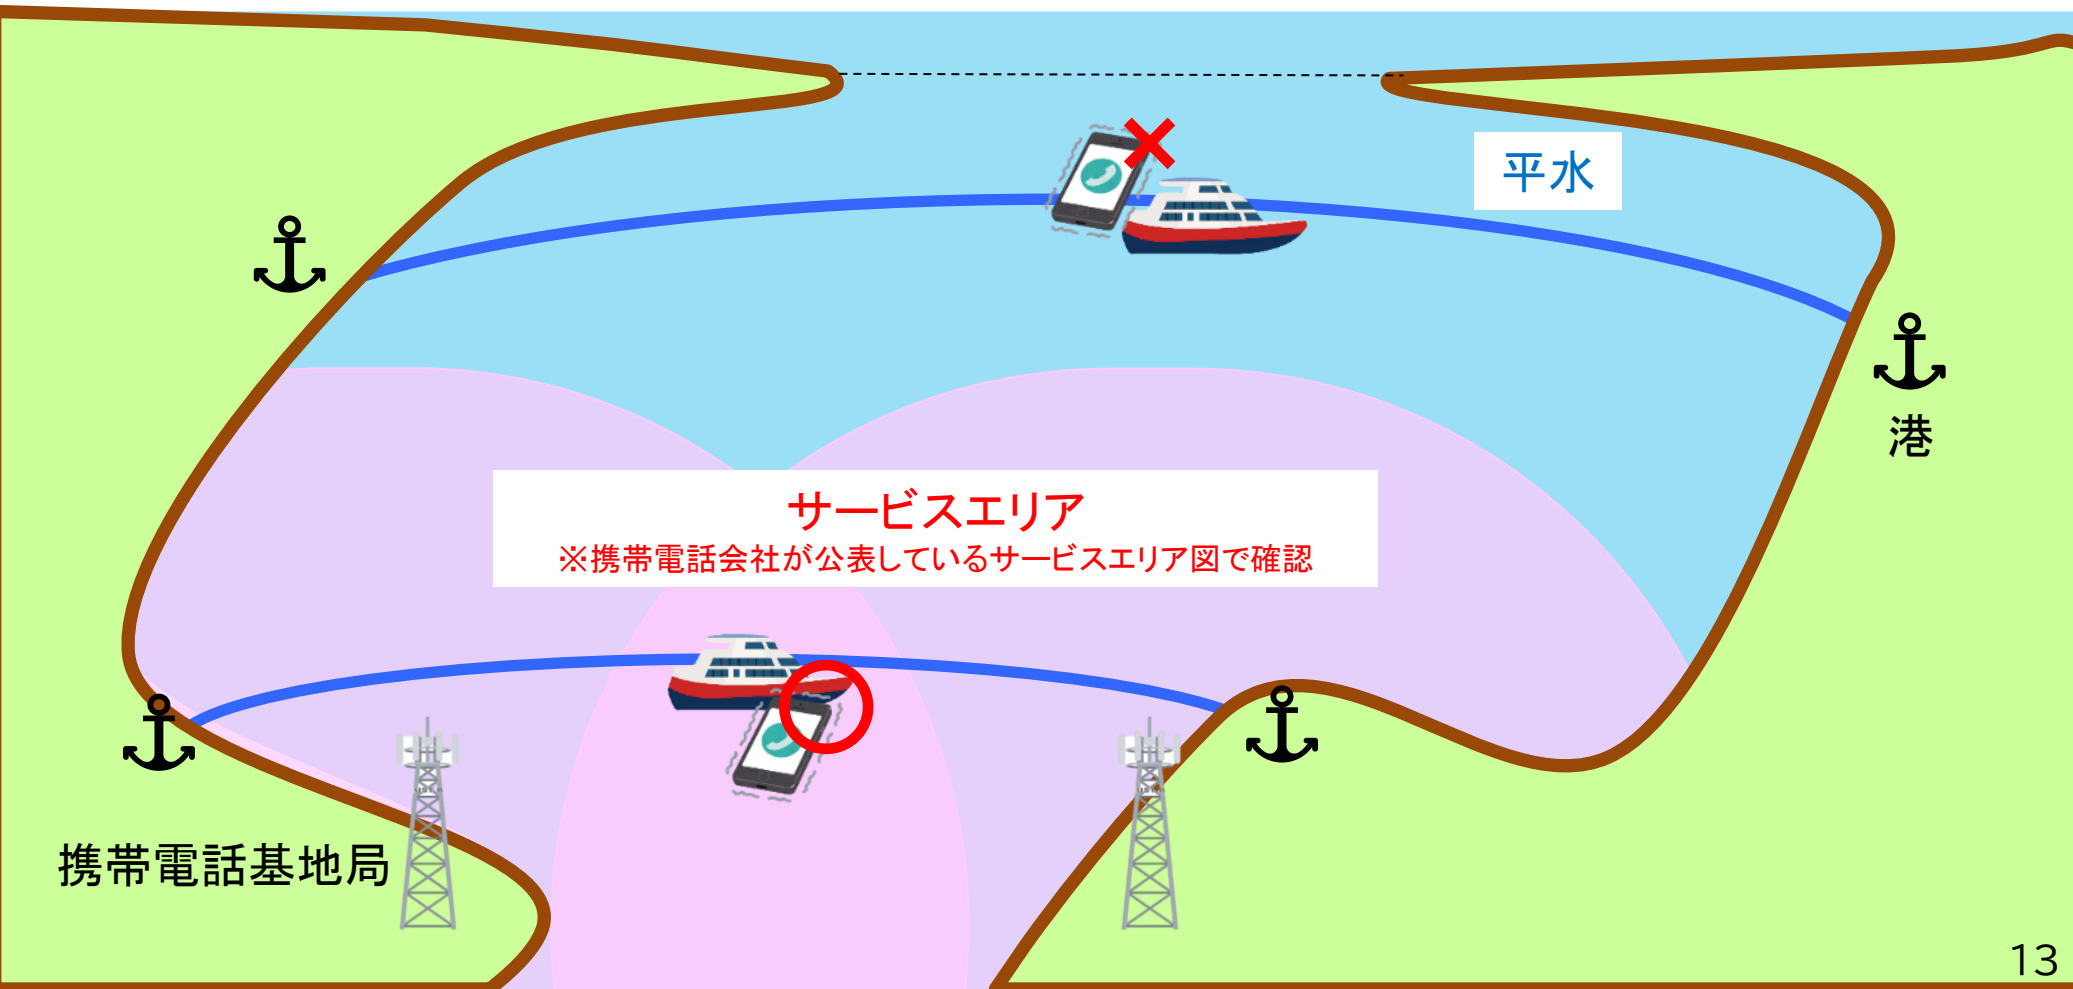 平水
港
サービスエリア
※携帯電話会社が公表しているサービスエリア図で確認
携帯電話基地局
13